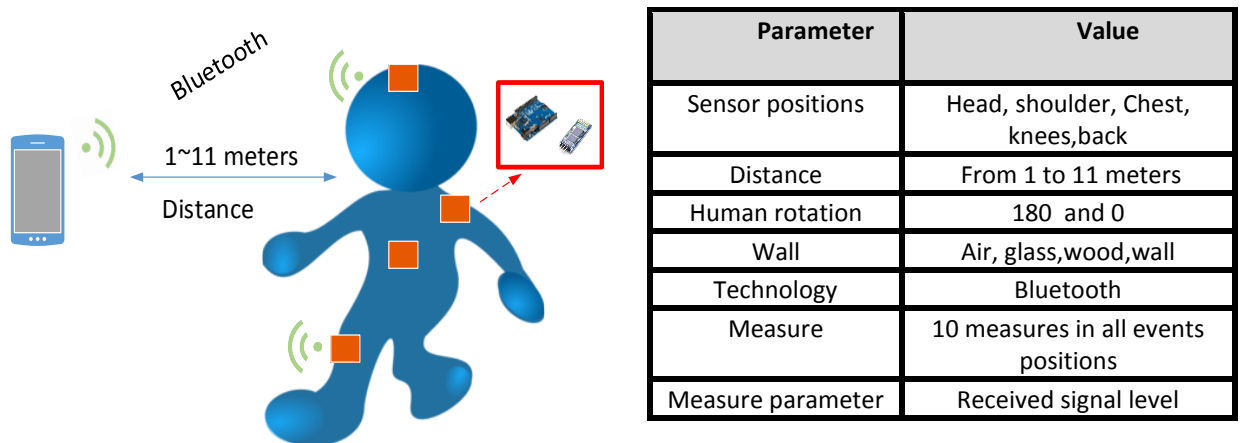 Bluetooth
1~11 meters
Distance
Parameter Value
Sensor positions Head, shoulder, Chest,
knees,back
Distance From 1 to 11 meters
Human rotation 180 and 0
Wall Air, glass,wood,wall
Technology Bluetooth
Measure 10 measures in all events
positions
Measure parameter Received signal level